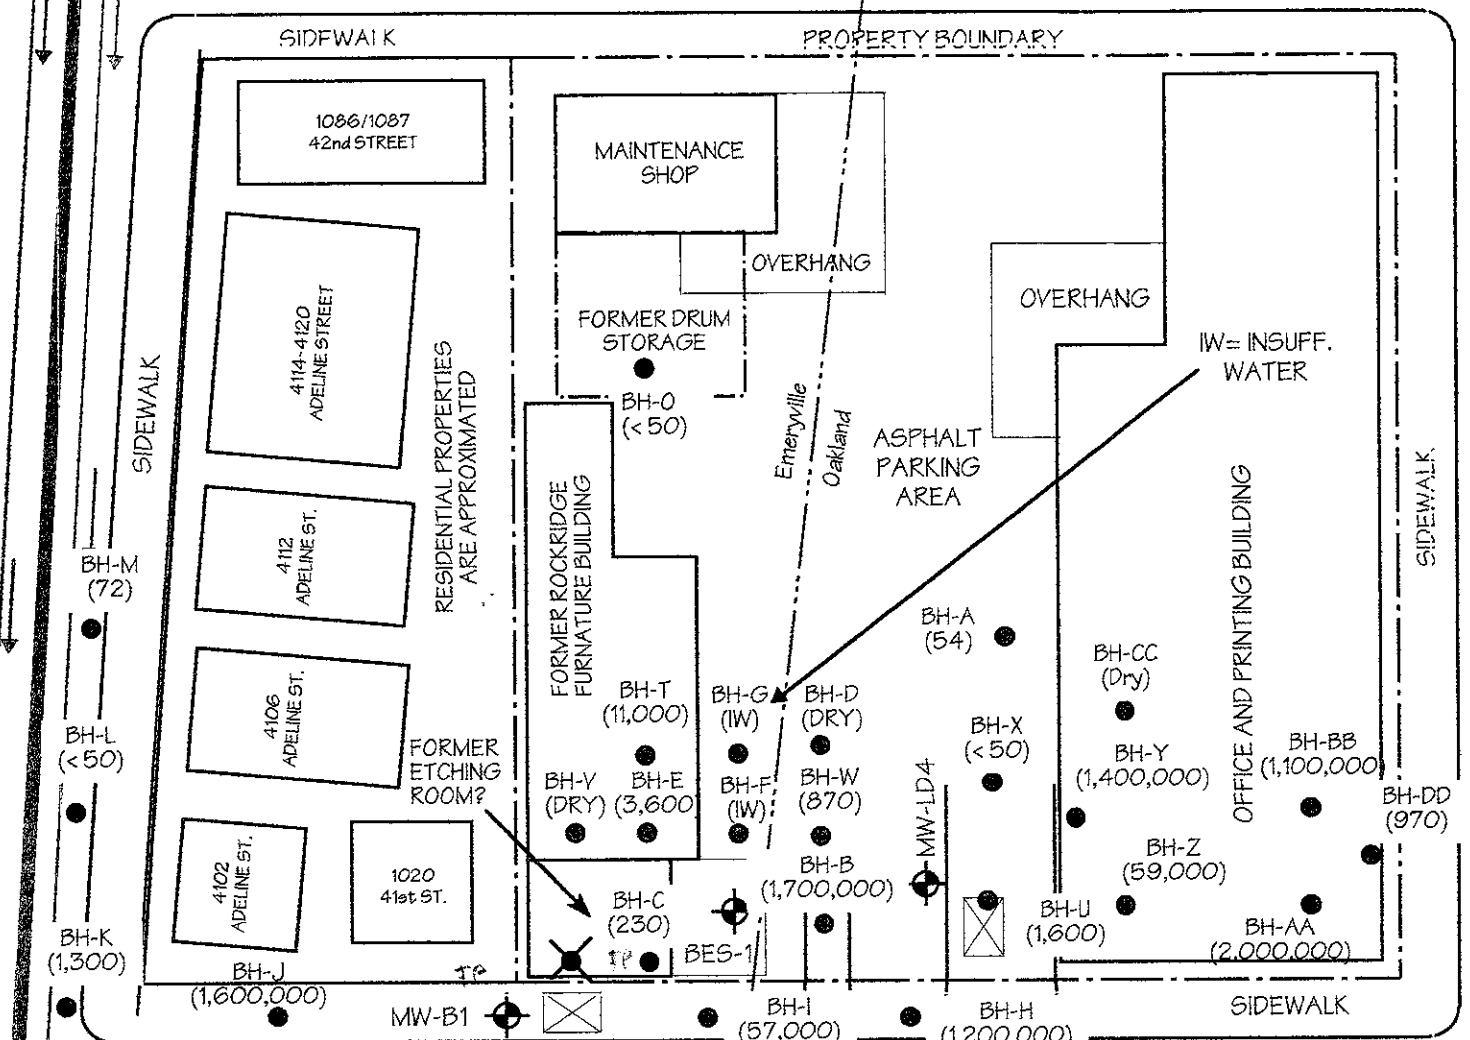 SIDEWALK
PROPERTY BOUNDARY
1086/1087
42nd STREET
MAINTENANCE
SHOP
OVERHANG
OVERHANG
FORMER DRUM
STORAGE
BH-O
(<50)
IW= INSUFF.
WATER
4114-4120
ADELINE STREET
SIDEWALK
RESIDENTIAL PROPERTIES
ARE APPROXIMATED
Emeryville
Oakland
ASPHALT
PARKING
AREA
SIDEWALK
OFFICE AND PRINTING BUILDING
FORMER ROCKRIDGE
FURNATURE BUILDING
4112
ADELINE ST.
BH-M
(72)
BH-A
(54)
BH-CC
(Dry)
4106
ADELINE ST.
BH-T
(11,000)
BH-G
(IW)
BH-D
(DRY)
BH-X
(<50)
BH-L
(<50)
FORMER
ETCHING
ROOM?
BH-V
(DRY)
BH-E
(3,600)
BH-F
(IW)
BH-W
(870)
MW-LD4
BH-Y
(1,400,000)
BH-BB
(1,100,000)
BH-DD
(970)
4102
ADELINE ST.
1020
41st ST.
BH-C
(230)
BH-B
(1,700,000)
BH-Z
(59,000)
BH-U
(1,600)
BH-AA
(2,000,000)
BES-1
BH-K
(1,300)
BH-J
(1,600,000)
MW-B1
BH-I
(57,000)
BH-H
(1,200,000)
SIDEWALK